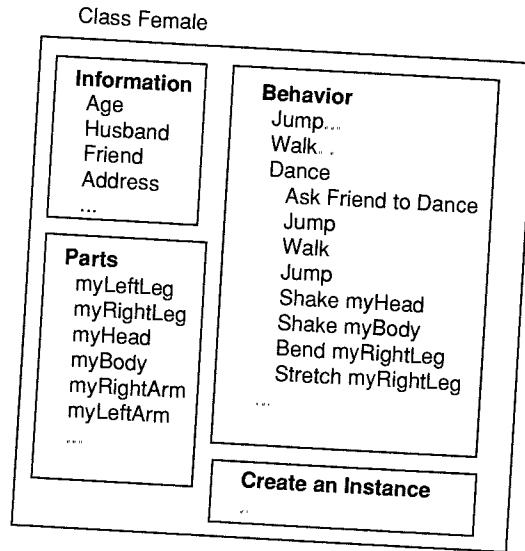 Class Female
Information
Age
Husband
Friend
Address
...
Parts
myLeftLeg
myRightLeg
myHead
myBody
myRightArm
myLeftArm
....
Behavior
Jump....
Walk.. .
Dance
Ask Friend to Dance
Jump
Walk
Jump
Shake myHead
Shake myBody
Bend myRightLeg
Stretch myRightLeg
....
Create an Instance
..